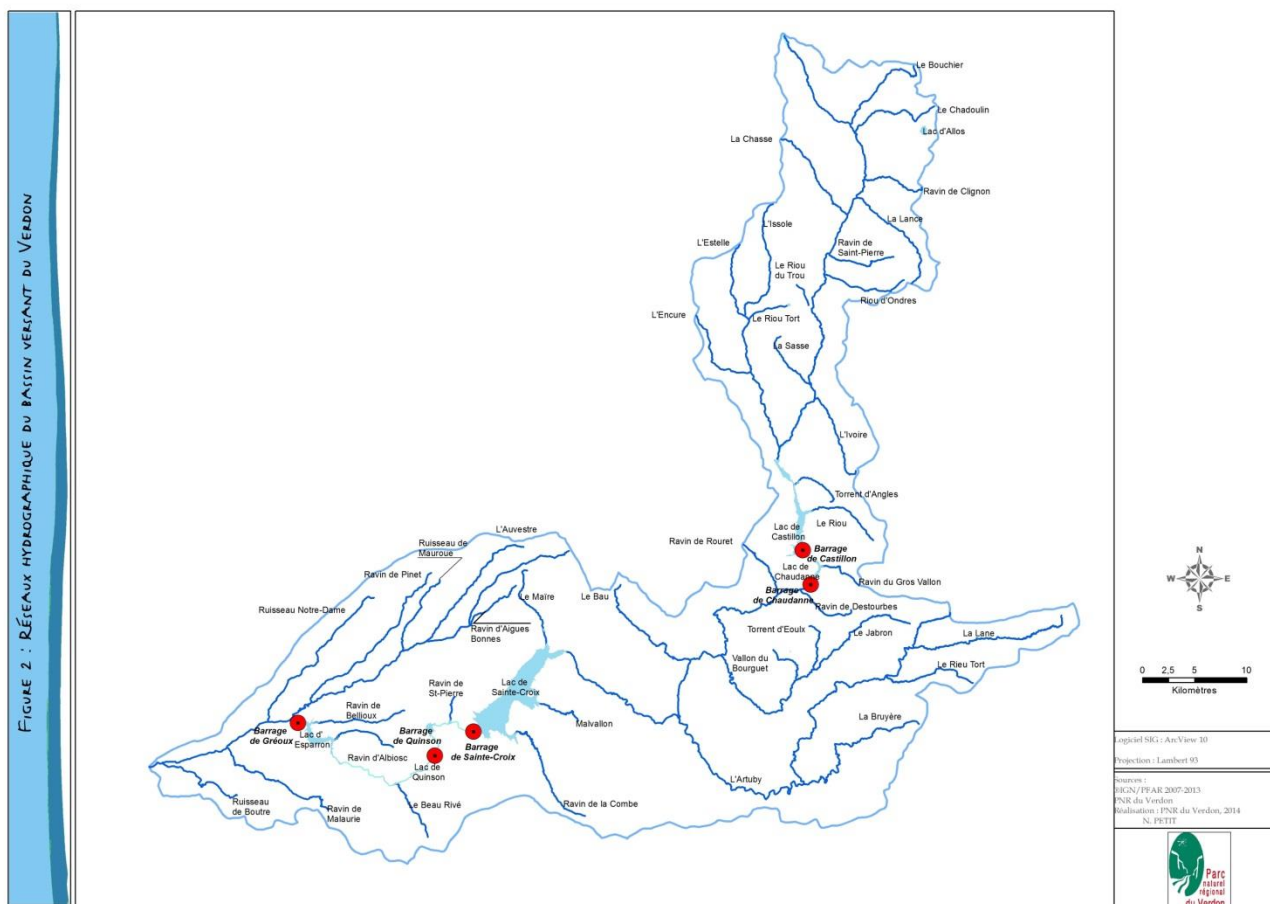 FIGURE 2 : RÉSEAUX HYDROGRAPHIQUE DU BASSIN VERSANT DU VERDON
Le Bouchier
Le Chadoulin
Lac d'Allos
La Chasse
Ravin de Clignon
La Lance
L'Issole
L'Estelle
Ravin de
Saint-Pierre
Le Riou
du Trou
Riou d'Ondres
L'Encure
Le Riou Tort
La Sasse
L'Ivoire
Torrent d'Angles
Le Riou
Lac de
Castillon
L'Auvestre
Ravin de Rouret
Barrage
de Castillon
Ruisseau de
Mauroue
Ravin de Pinet
Lac de
Chaudanne
Ravin du Gros Vallon
Barrage
de Chaudanne
Ruisseau Notre-Dame
Le Maïre
Le Bau
Ravin de Destourbes
Ravin d'Aigues
Bonnes
Torrent d'Eoulx
Le Jabron
La Lane
Vallon du
Bourguet
Le Rieu Tort
Lac de
Sainte-Croix
Ravin de
St-Pierre
Ravin de
Bellioux
Malvallon
La Bruyère
Barrage
de Gréoux
Lac d'
Esparron
Barrage
de Quinson
Barrage
de Sainte-Croix
Ravin d'Albiosc
Lac de
Quinson
L'Artuby
Ruisseau
de Boutre
Ravin de
Malaurie
Le Beau Rivé
Ravin de la Combe
N
W E
S
0 2.5 5 10
Kilomètres
Logiciel SIG : ArcView 10
Projection : Lambert 93
Sources :
PNR du Verdon
Réalisation : PNR du Verdon, 2014
N. PETIT
Parc
naturel
régional
du Verdon